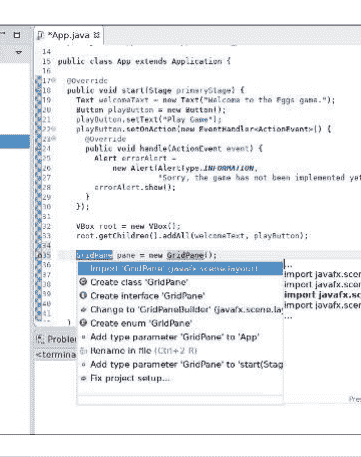 *App.java
14
15 public class App extends Application {
16
17 @Override
18 public void start(Stage primaryStage) {
19 Text welcomeText = new Text("Welcome to the Eggs game.");
20 Button playButton = new Button();
21 playButton.setText("Play Game");
22 playButton.setOnAction(new EventHandler<ActionEvent>() {
23 @Override
24 public void handle(ActionEvent event) {
25 Alert errorAlert =
26 new Alert(AlertType.INFORMATION,
27 "Sorry, the game has not been implemented yet
28 errorAlert.show();
29 }
30 });
31
32 VBox root = new VBox();
33 root.getChildren().addAll(welcomeText, playButton);
34
35 GridPane pane = new GridPane();
Import 'GridPane' (javafx.scene.layout)
Create class 'GridPane'
Create interface 'GridPane'
Change to 'GridPaneBuilder' (javafx.scene.la
Create enum 'GridPane'
Add type parameter 'GridPane' to 'App'
Rename in file (Ctrl+2 R)
Add type parameter 'GridPane' to 'start(Stag
Fix project setup...
...
import javafx.scen
import javafx.scen
import javafx.sc
import javafx.scen
...
41
Problem
<termina
Pre